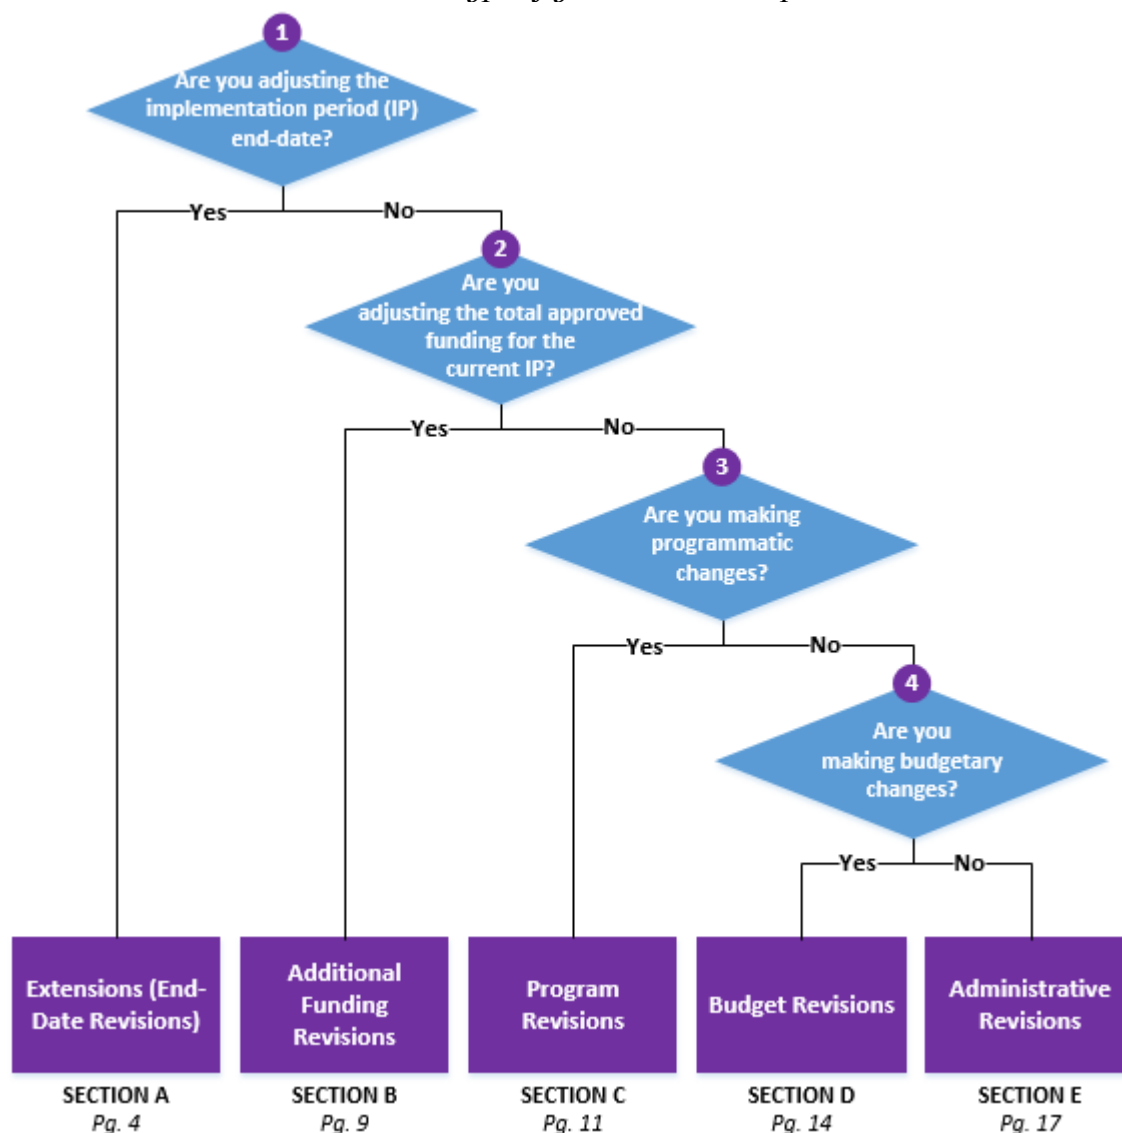 1
Are you adjusting the
implementation period (IP)
end-date?
Yes
No
2
Are you
adjusting the total approved
funding for the
current IP?
Yes
No
3
Are you making
programmatic
changes?
Yes
No
4
Are you
making budgetary
changes?
Yes
No
Extensions (End-
Date Revisions)
Additional
Funding
Revisions
Program
Revisions
Budget Revisions
Administrative
Revisions
SECTION A
Pg. 4
SECTION B
Pg. 9
SECTION C
Pg. 11
SECTION D
Pg. 14
SECTION E
Pg. 17